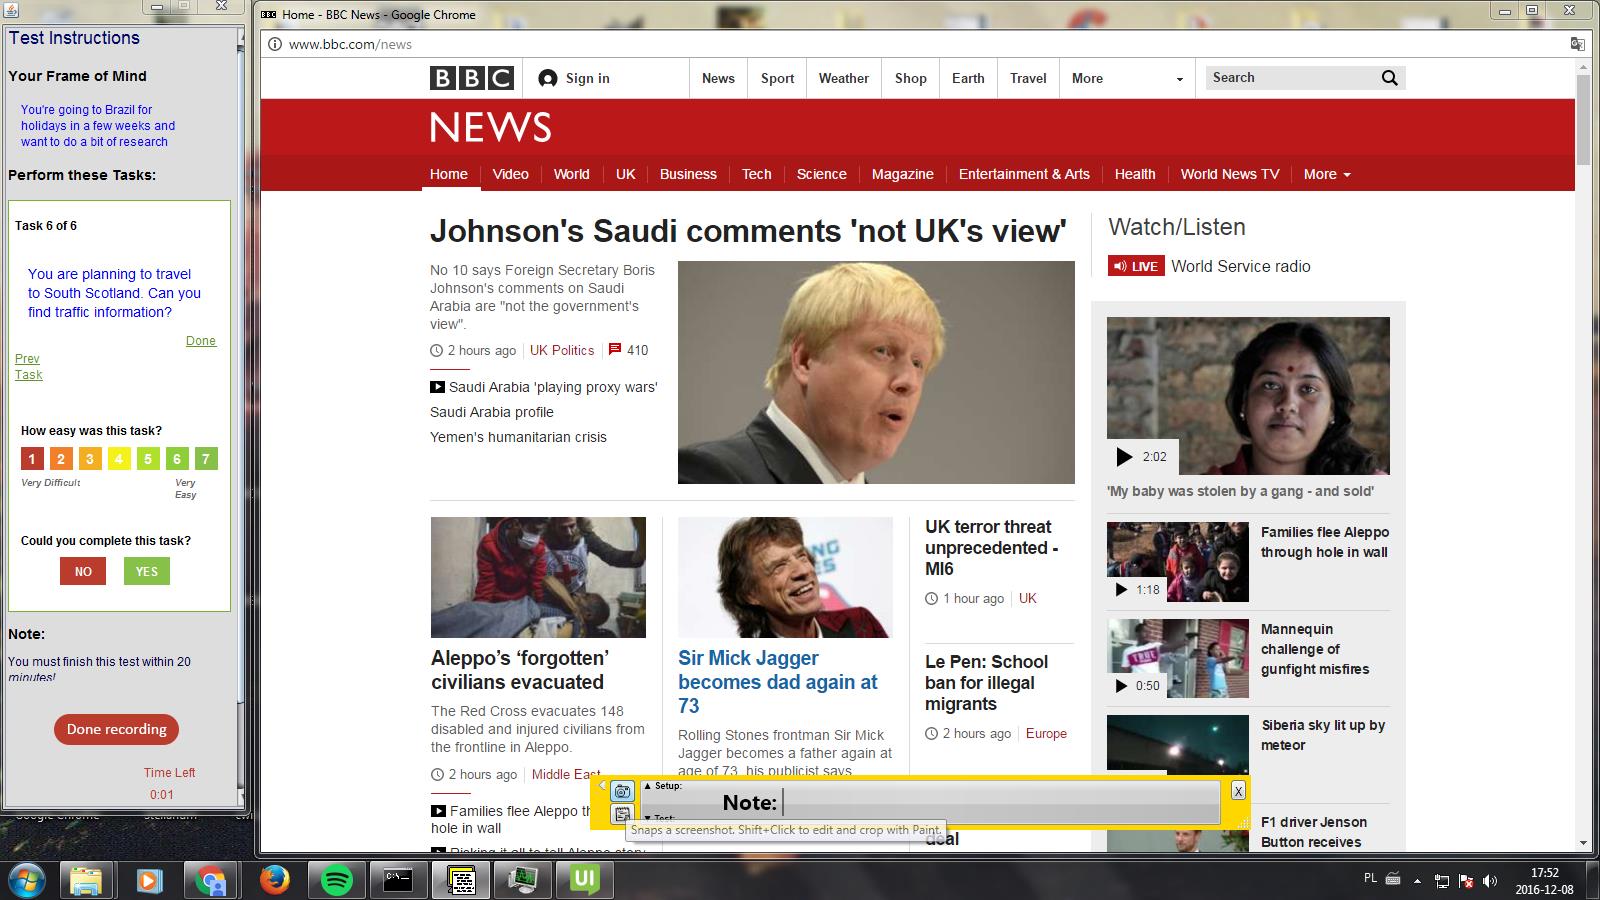 Test Instructions
Your Frame of Mind
You're going to Brazil for
holidays in a few weeks and
want to do a bit of research
Perform these Tasks:
Task 6 of 6
You are planning to travel
to South Scotland. Can you
find traffic information?
Done
Prev
Task
How easy was this task?
1 2 3 4 5 6 7
Very Difficult
Very
Easy
Could you complete this task?
NO YES
Note:
You must finish this test within 20
minutes!
Done recording
Time Left
0:01
BBC Home - BBC News - Google Chrome
www.bbc.com/news
BBC
Sign in
News
Sport
Weather
Shop
Earth
Travel
More
Search
NEWS
Home
Video
World
UK
Business
Tech
Science
Magazine
Entertainment & Arts
Health
World News TV
More
Johnson's Saudi comments 'not UK's view'
No 10 says Foreign Secretary Boris
Johnson's comments on Saudi
Arabia are "not the government's
view".
2 hours ago UK Politics 410
Saudi Arabia 'playing proxy wars'
Saudi Arabia profile
Yemen's humanitarian crisis
Aleppo's ‘forgotten’
civilians evacuated
The Red Cross evacuates 148
disabled and injured civilians from
the frontline in Aleppo.
2 hours ago Middle East
Families flee Aleppo
hole in wall
Sir Mick Jagger
becomes dad again at
73
Rolling Stones frontman Sir Mick
Jagger becomes a father again at
age of 73, his publicist says
UK terror threat
unprecedented -
MI6
1 hour ago UK
Le Pen: School
ban for illegal
migrants
2 hours ago Europe
deal
Watch/Listen
LIVE World Service radio
2:02
'My baby was stolen by a gang - and sold'
1:18
Families flee Aleppo
through hole in wall
TRUE
0:50
Mannequin
challenge of
gunfight misfires
Siberia sky lit up by
meteor
F1 driver Jenson
Button receives
Setup:
Note:
Test:
X
Snaps a screenshot. Shift+Click to edit and crop with Paint.
Google Chrome
UI
PL
17:52
2016-12-08